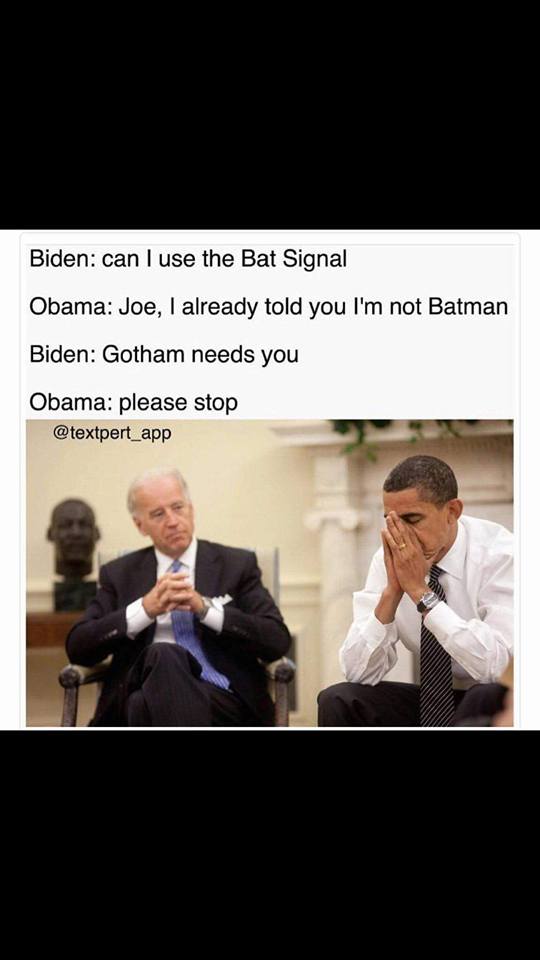 Biden: can I use the Bat Signal
Obama: Joe, I already told you I'm not Batman
Biden: Gotham needs you
Obama: please stop
@textpert_app